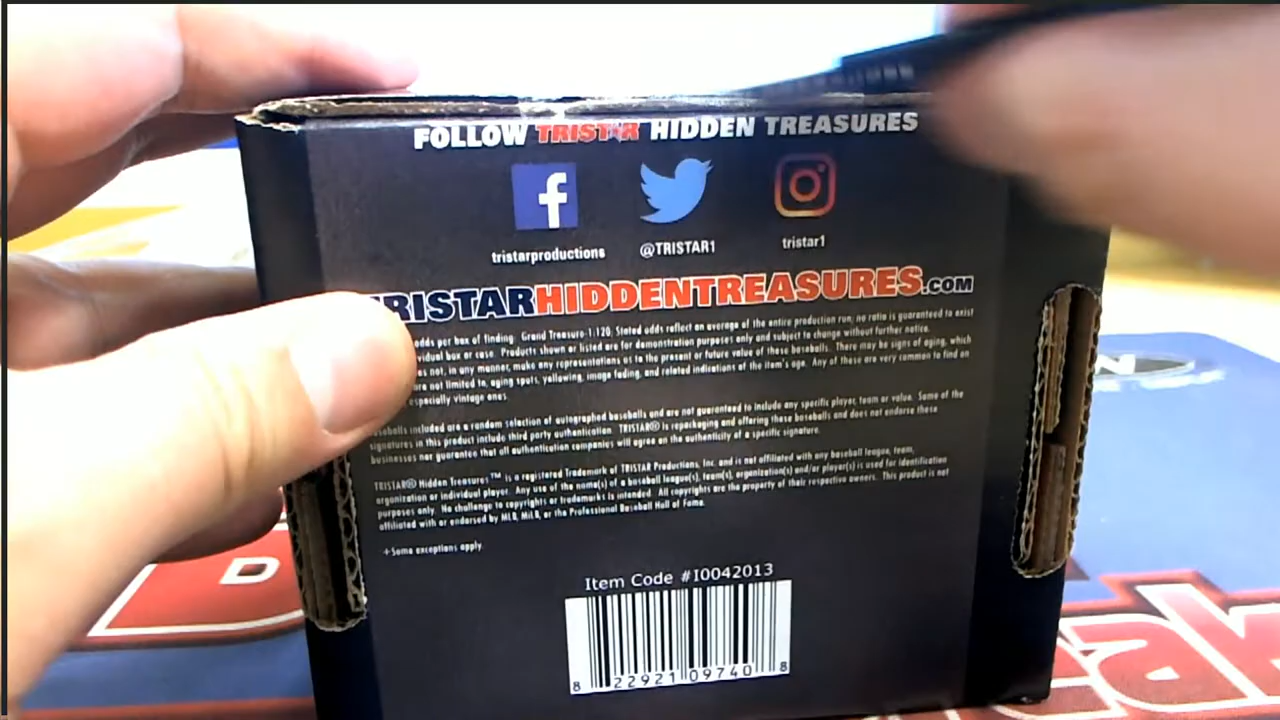 FOLLOW TRISTAR HIDDEN TREASURES
f
tristarproductions @TRISTAR1 tristar1
TRISTARHIDDENTREASURES.COM
odds per box of finding: Grand Treasure-1:120. Stated odds reflect an average of the entire production run; no ratio is guaranteed to exist
vidual box or case. Products shown or listed are for demonstration purposes only and subject to change without further notice.
es not, in any manner, make any representations as to the present or future value of these baseballs. There may be signs of aging, which
are not limited to, aging spots, yellowing, image fading, and related indications of the item's age. Any of these are very common to find on
especially vintage ones.
seballs included are a random selection of autographed baseballs and are not guaranteed to include any specific player, team or value. Some of the
signatures in this product include third party authentication. TRISTAR® is repackaging and offering these baseballs and does not endorse these
businesses nor guarantee that all authentication companies will agree on the authenticity of a specific signature.
TRISTAR® Hidden Treasures™ is a registered Trademark of TRISTAR Productions, Inc. and is not affiliated with any baseball league, team,
organization or individual player. Any use of the name(s) of a baseball league(s), team(s), organization(s) and/or player(s) is used for identification
purposes only. No challenge to copyrights or trademarks is intended. All copyrights are the property of their respective owners. This product is not
affiliated with or endorsed by MLB, MiLB, or the Professional Baseball Hall of Fame.
+Some exceptions apply.
Item Code #I0042013
8 22921 09740 8